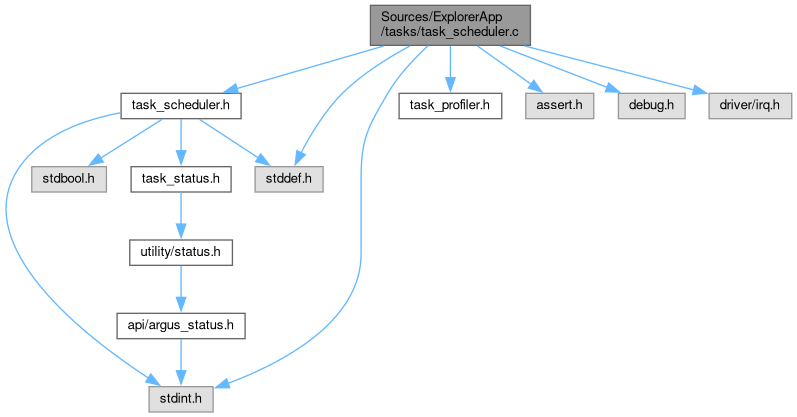 Sources/ExplorerApp
/tasks/task_scheduler.c
task_scheduler.h
task_profiler.h
assert.h
debug.h
driver/irq.h
stdbool.h
task_status.h
stddef.h
utility/status.h
api/argus_status.h
stdint.h